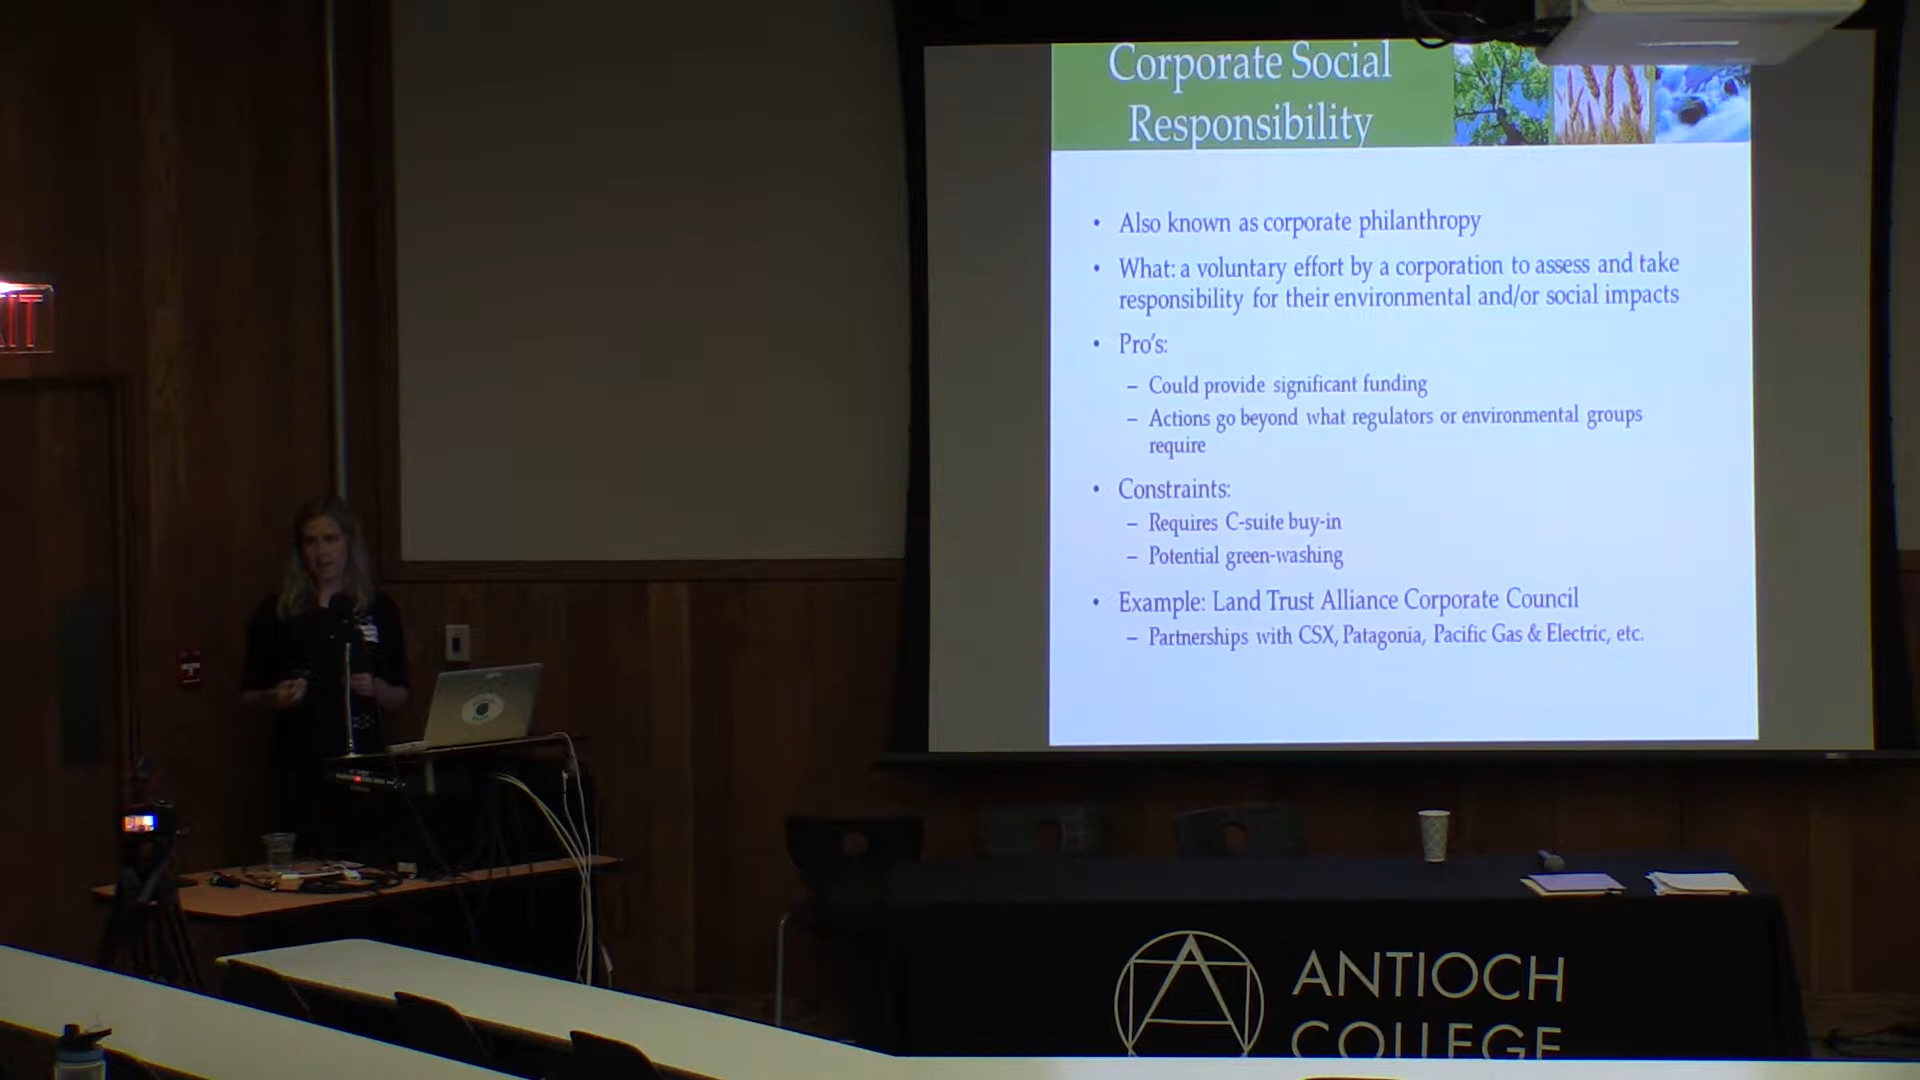 Corporate Social
Responsibility
• Also known as corporate philanthropy
• What: a voluntary effort by a corporation to assess and take
responsibility for their environmental and/or social impacts
• Pro's:
– Could provide significant funding
– Actions go beyond what regulators or environmental groups
require
• Constraints:
– Requires C-suite buy-in
– Potential green-washing
• Example: Land Trust Alliance Corporate Council
– Partnerships with CSX, Patagonia, Pacific Gas & Electric, etc.
IT
ANTIOCH
COLLEGE